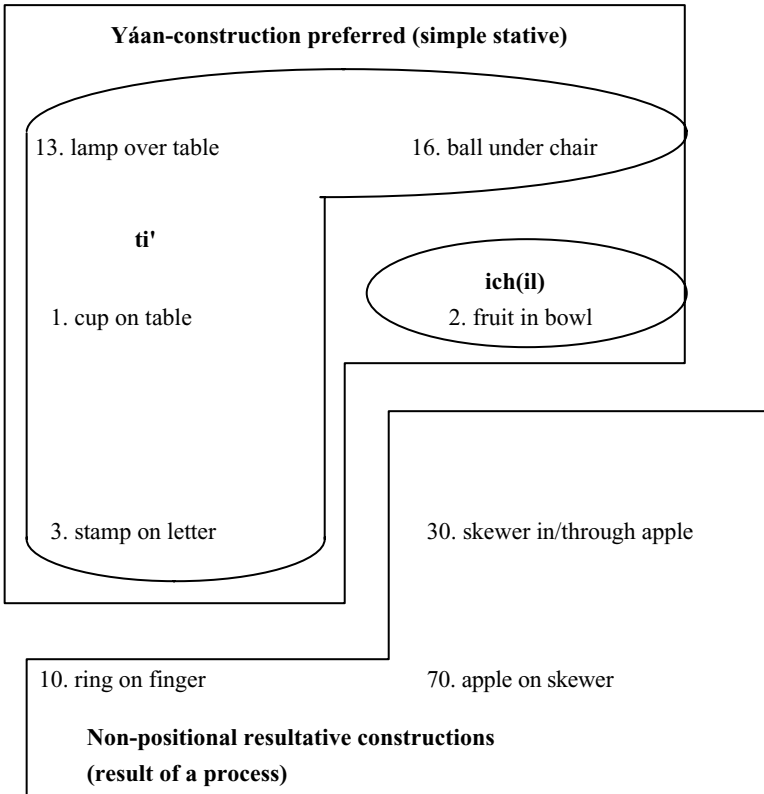 Yáan-construction preferred (simple stative)
13. lamp over table
16. ball under chair
ti'
ich(il)
1. cup on table
2. fruit in bowl
3. stamp on letter
30. skewer in/through apple
10. ring on finger
70. apple on skewer
Non-positional resultative constructions
(result of a process)